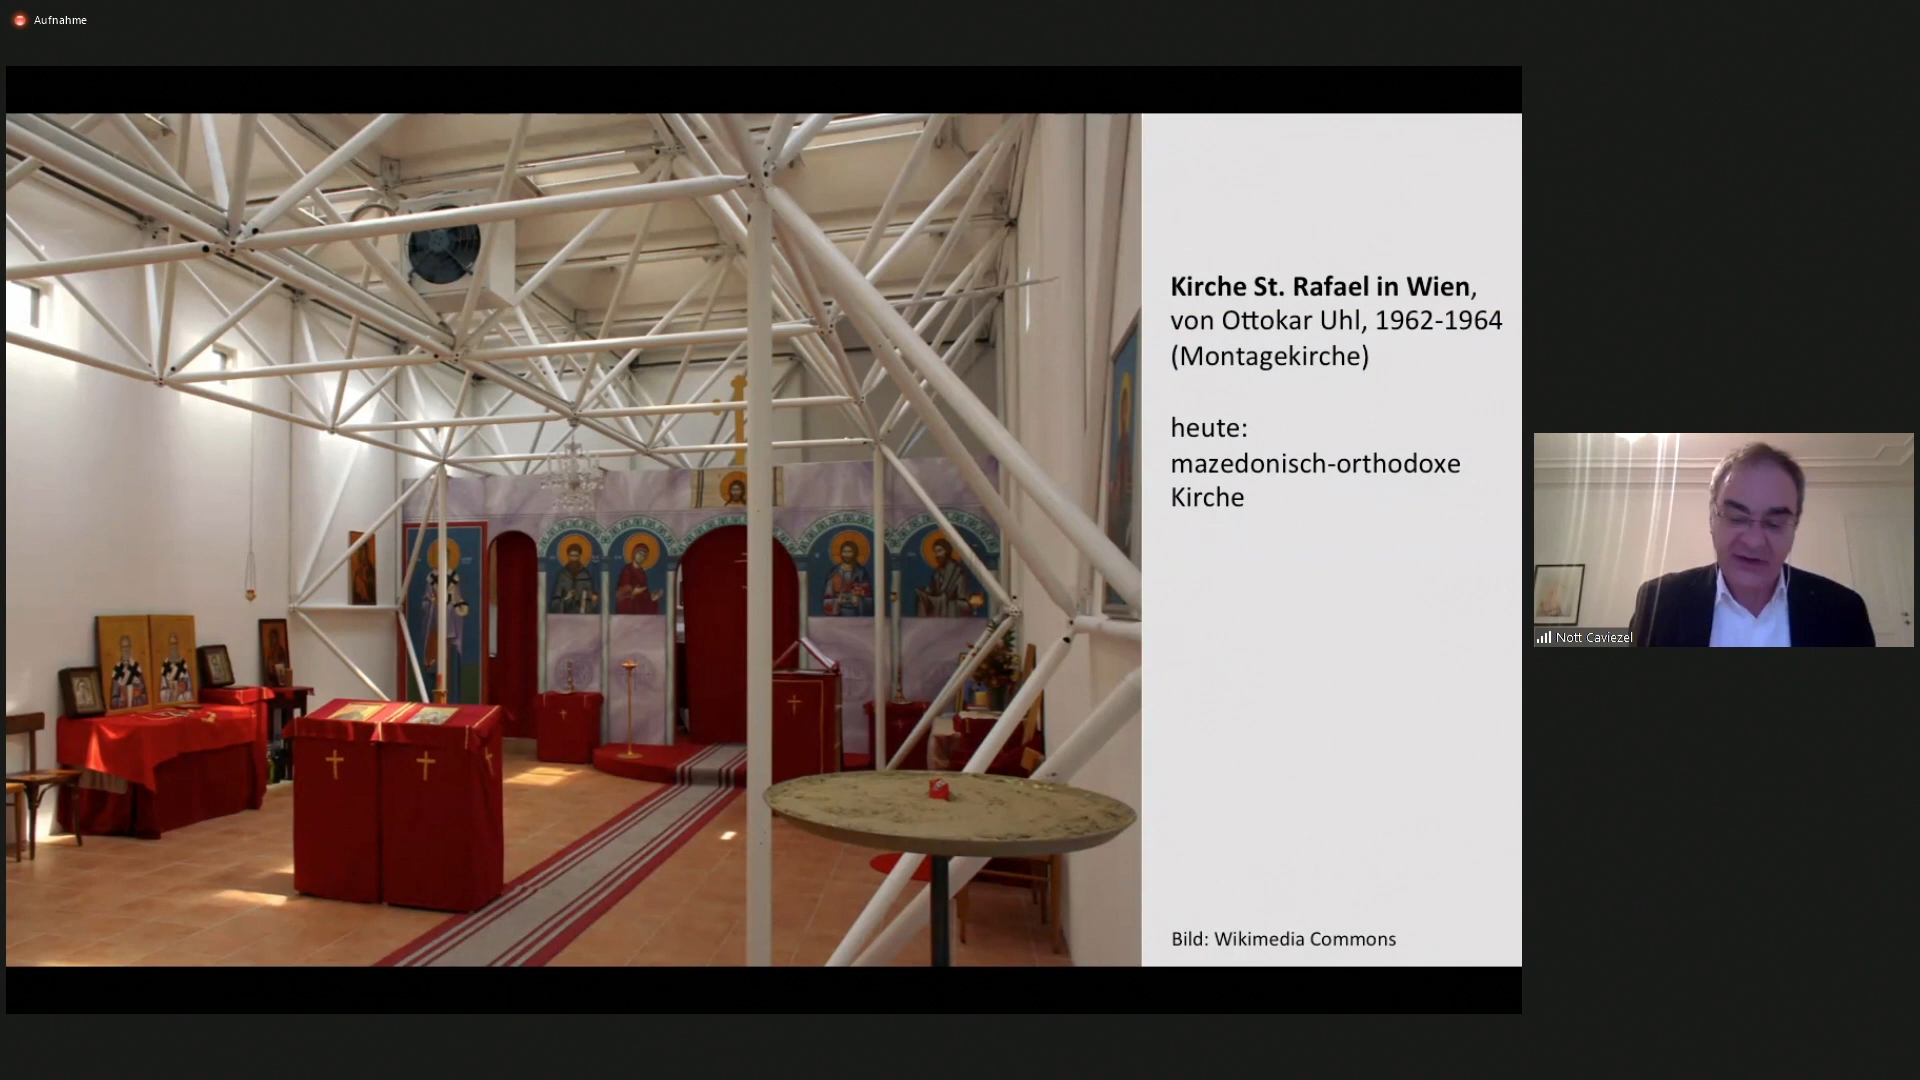 Aufnahme
Kirche St. Rafael in Wien,
von Ottokar Uhl, 1962-1964
(Montagekirche)
heute:
mazedonisch-orthodoxe
Kirche
Bild: Wikimedia Commons
Nott Caviezel